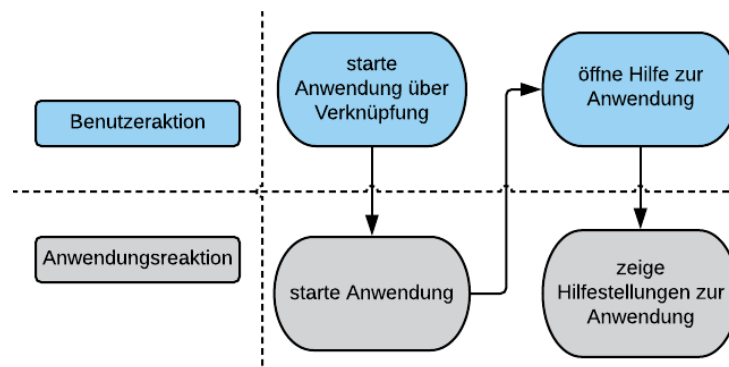 Benutzeraktion
starte
Anwendung über
Verknüpfung
öffne Hilfe zur
Anwendung
Anwendungsreaktion
starte Anwendung
zeige
Hilfestellungen zur
Anwendung